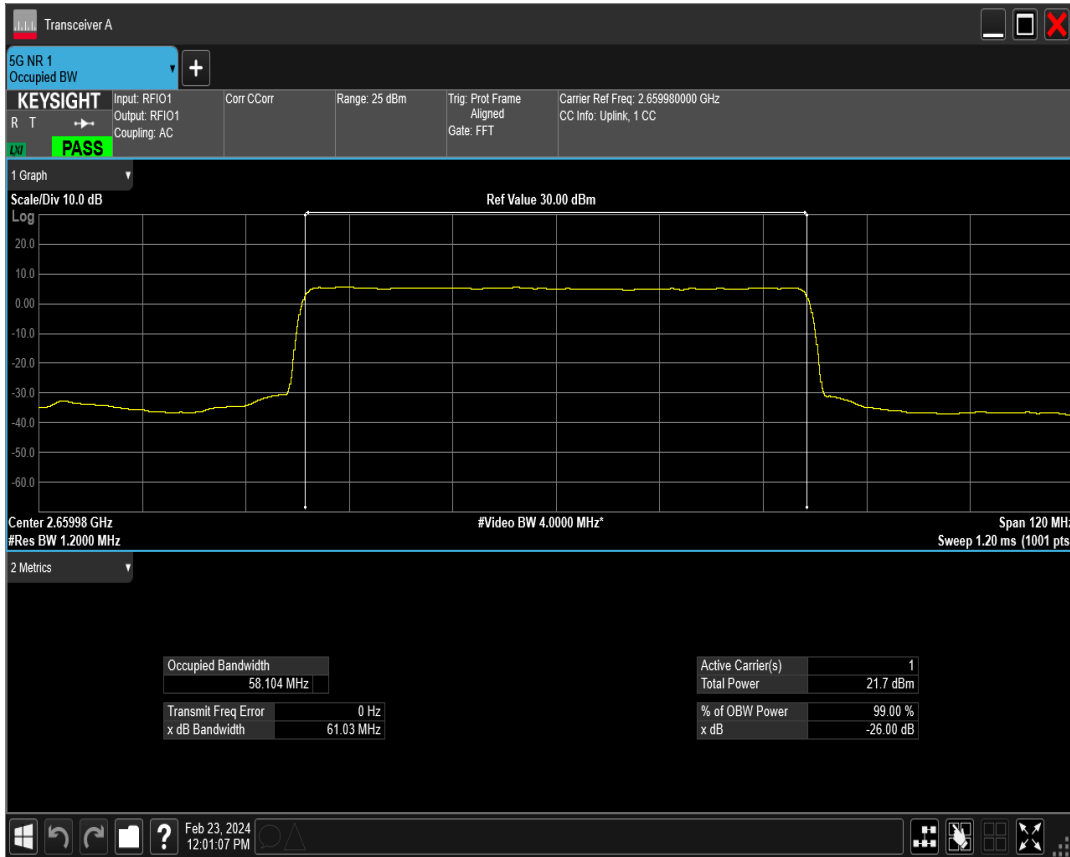 Transceiver A
5G NR 1
Occupied BW
KEYSIGHT
R T
LXI
PASS
Input: RFIO1
Output: RFIO1
Coupling: AC
Corr CCorr
Range: 25 dBm
Trig: Prot Frame
Aligned
Gate: FFT
Carrier Ref Freq: 2.659980000 GHz
CC Info: Uplink, 1 CC
1 Graph
Scale/Div 10.0 dB
Ref Value 30.00 dBm
Log
20.0
10.0
0.00
-10.0
-20.0
-30.0
-40.0
-50.0
-60.0
Center 2.65998 GHz
#Video BW 4.0000 MHz*
Span 120 MHz
#Res BW 1.2000 MHz
Sweep 1.20 ms (1001 pts
2 Metrics
Occupied Bandwidth
58.104 MHz
Transmit Freq Error 0 Hz
x dB Bandwidth 61.03 MHz
Active Carrier(s) 1
Total Power 21.7 dBm
% of OBW Power 99.00 %
x dB -26.00 dB
?
Feb 23, 2024
12:01:07 PM